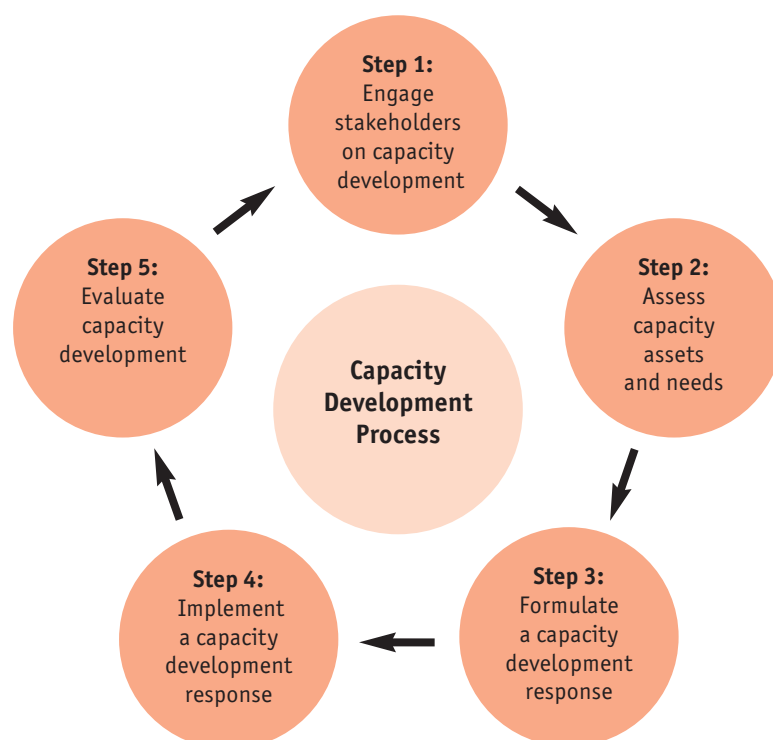 Step 1:
Engage
stakeholders
on capacity
development
Step 2:
Assess
capacity
assets
and needs
Step 3:
Formulate
a capacity
development
response
Step 4:
Implement
a capacity
development
response
Step 5:
Evaluate
capacity
development
Capacity
Development
Process